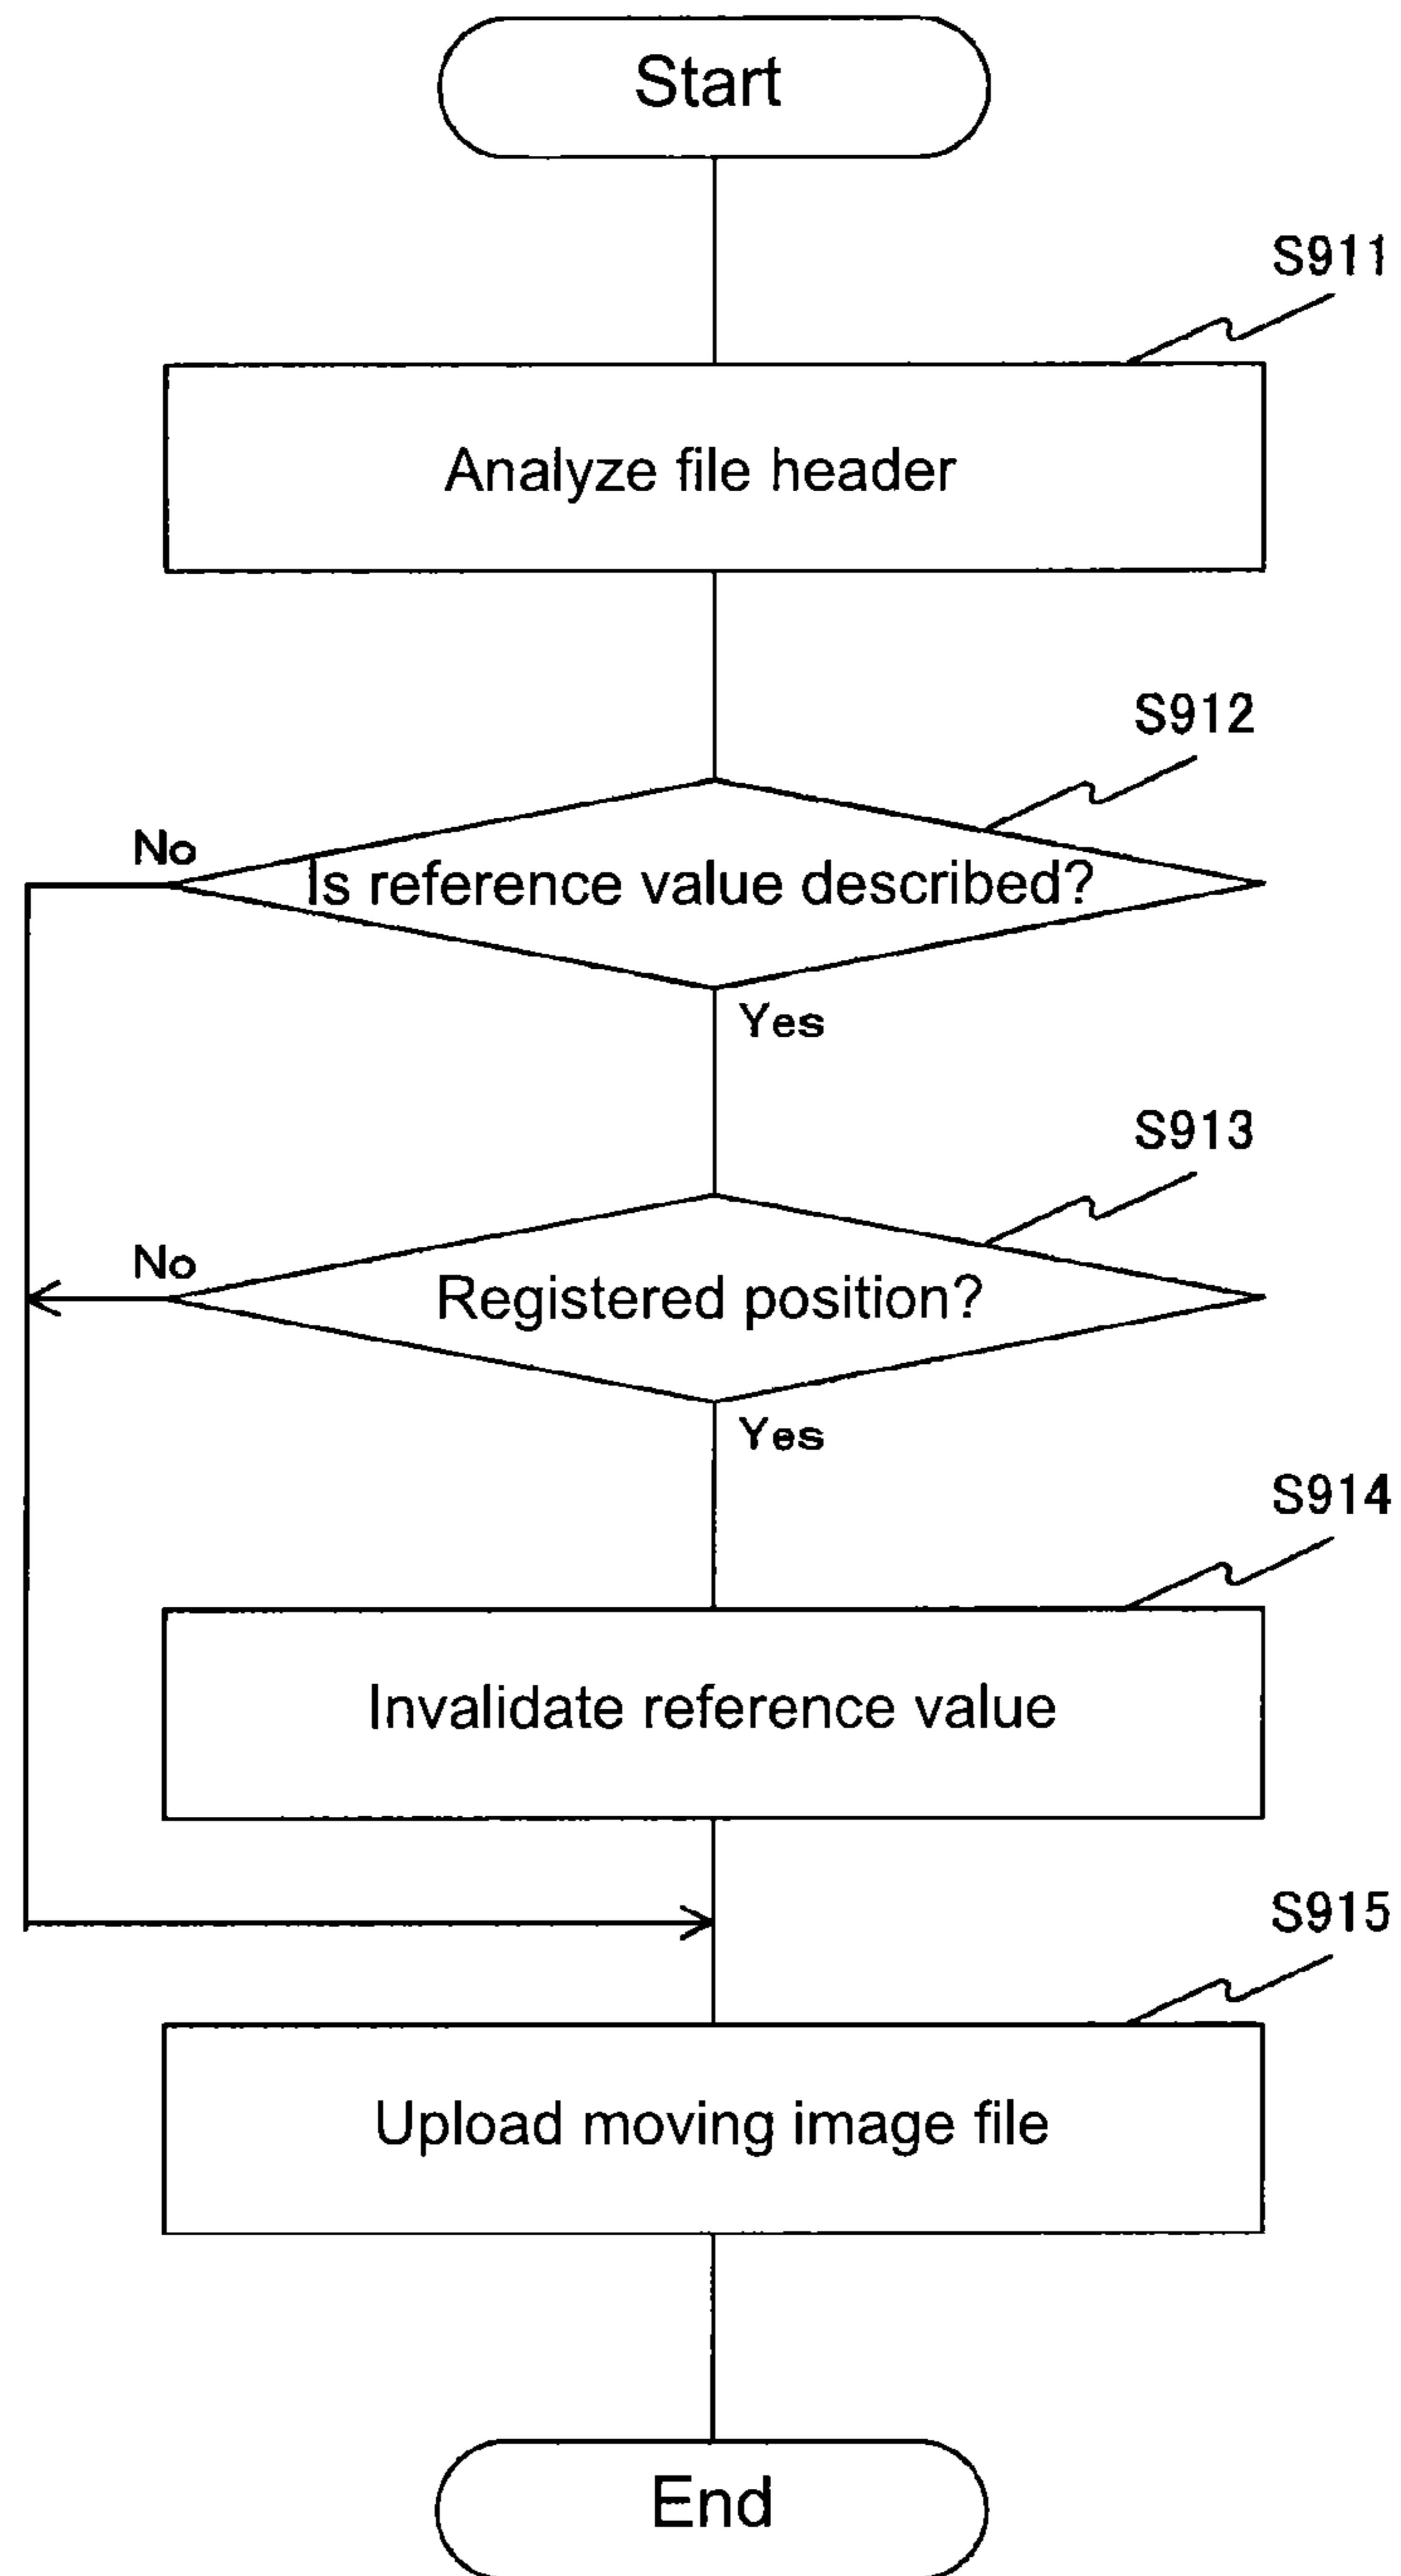 Start
S911
Analyze file header
S912
No
Is reference value described?
Yes
S913
No
Registered position?
Yes
S914
Invalidate reference value
S915
Upload moving image file
End